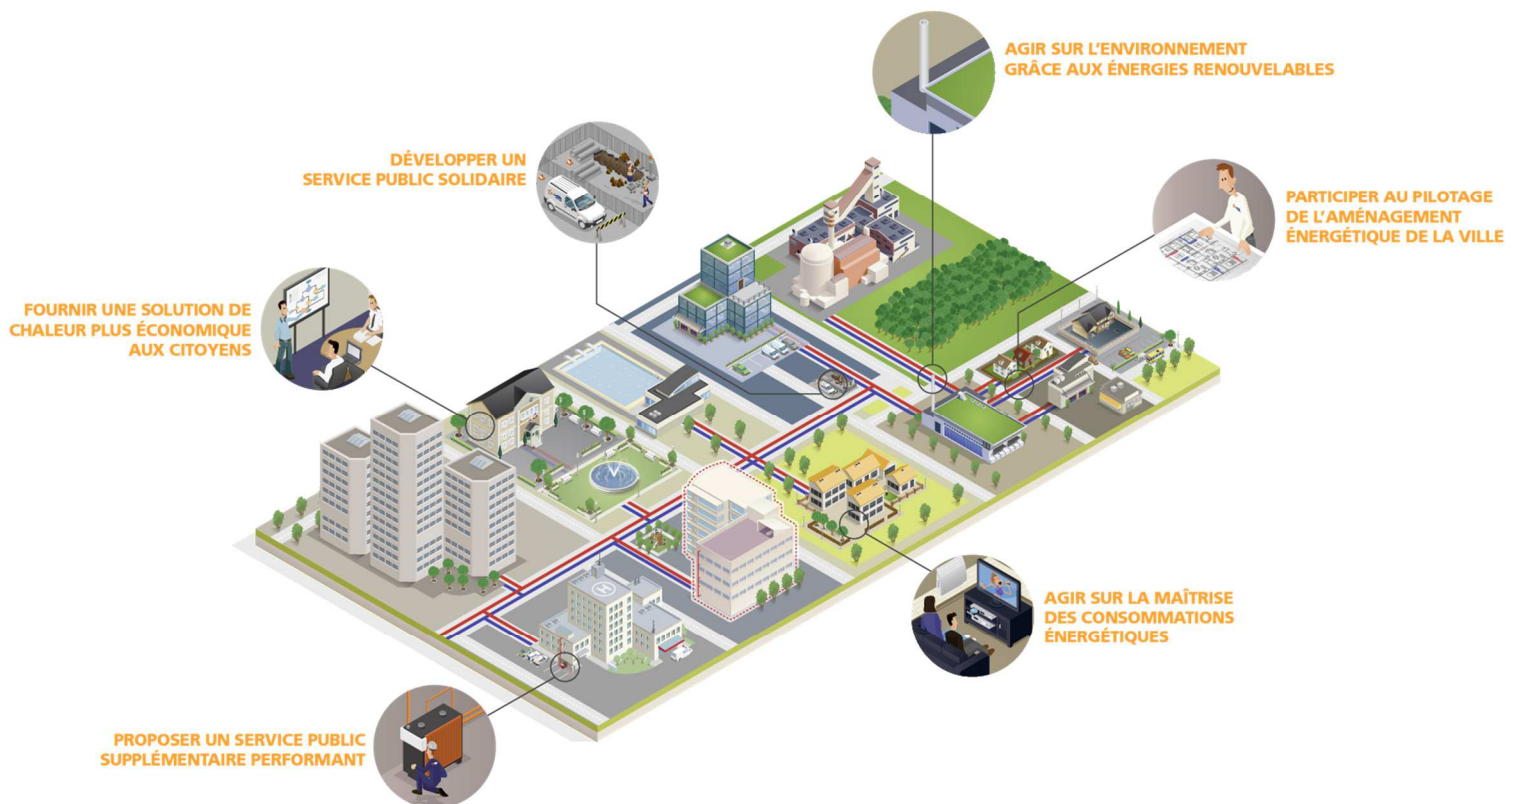 AGIR SUR L'ENVIRONNEMENT
GRÂCE AUX ÉNERGIES RENOUVELABLES
DÉVELOPPER UN
SERVICE PUBLIC SOLIDAIRE
PARTICIPER AU PILOTAGE
DE L'AMÉNAGEMENT
ÉNERGÉTIQUE DE LA VILLE
FOURNIR UNE SOLUTION DE
CHALEUR PLUS ÉCONOMIQUE
AUX CITOYENS
H
AGIR SUR LA MAÎTRISE
DES CONSOMMATIONS
ÉNERGÉTIQUES
PROPOSER UN SERVICE PUBLIC
SUPPLÉMENTAIRE PERFORMANT